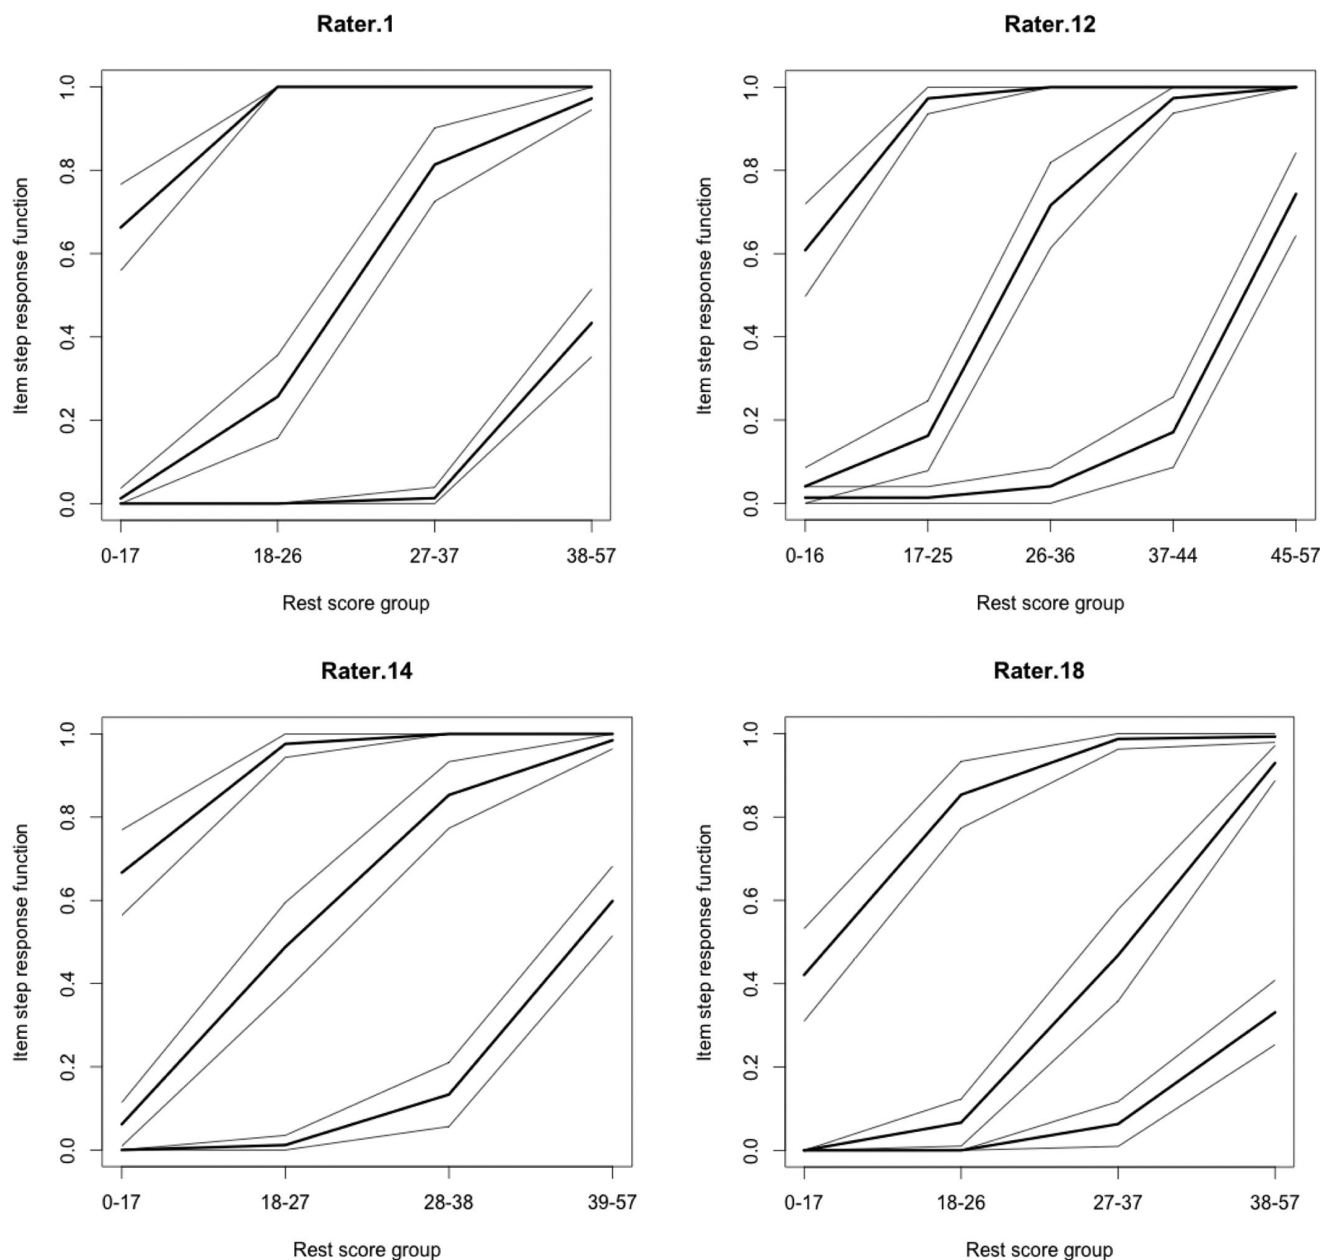 Rater.1
Item step response function
1.0
0.8
0.6
0.4
0.2
0.0
0-17 18-26 27-37 38-57
Rest score group
Rater.12
Item step response function
1.0
0.8
0.6
0.4
0.2
0.0
0-16 17-25 26-36 37-44 45-57
Rest score group
Rater.14
Item step response function
1.0
0.8
0.6
0.4
0.2
0.0
0-17 18-27 28-38 39-57
Rest score group
Rater.18
Item step response function
1.0
0.8
0.6
0.4
0.2
0.0
0-17 18-26 27-37 38-57
Rest score group